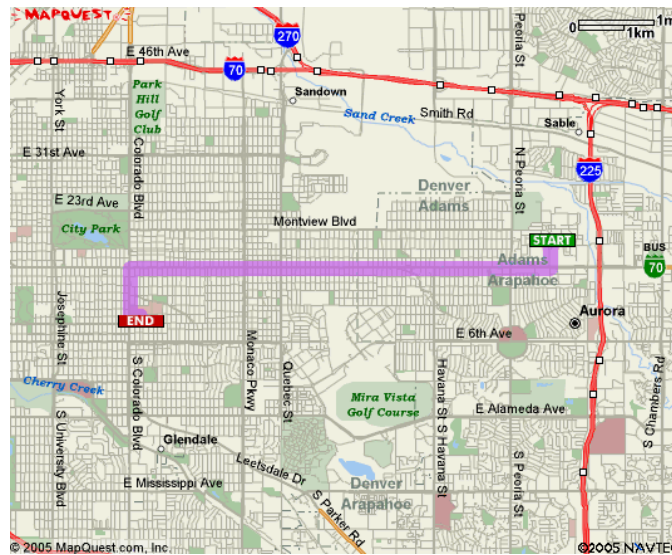 MAPQUEST
E 46th Ave
270
70
1m
0
1km
Peoria St
Park
Hill
Golf
Club
Sandown
Sand Creek
Smith Rd
Sable
York St
Colorado Blvd
N Peoria St
E 31st Ave
225
E 23rd Ave
Denver
Adams
Montview Blvd
City Park
START
BUS
70
Adams
Arapahoe
Josephine St
END
Aurora
E 6th Ave
Monaco Pkwy
Quebec St
Havana St
S Colorado Blvd
Cherry Creek
Mira Vista
Golf Course
E Alameda Ave
S Chambers Rd
S University Blvd
Glendale
Leetsdale Dr
S Havana St
S Peoria St
E Mississippi Ave
Denver
Arapahoe
S Parker Rd
© 2005 MapQuest.com, Inc.
©2005 NAVTE